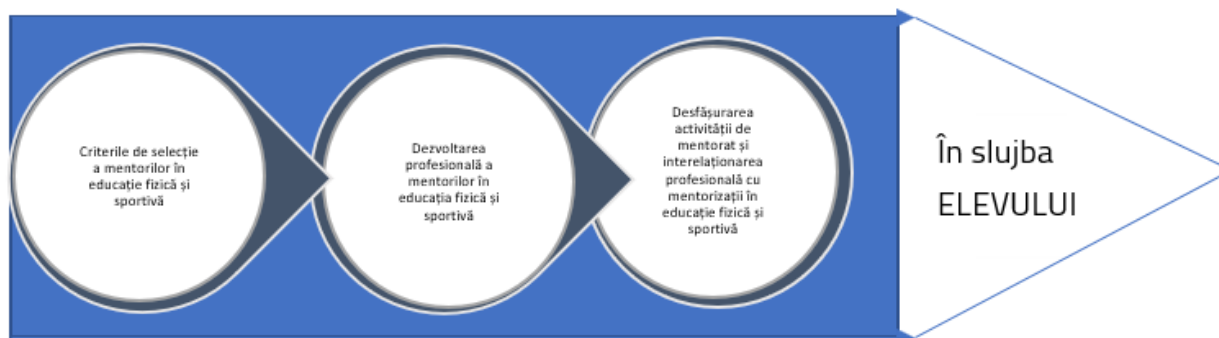 Criterile de selecție
a mentorilor în
educație fizică și
sportivă
Dezvoltarea
profesională a
mentorilor în
educația fizică și
sportivă
Desfășurarea
activității de
mentorat și
interelaționarea
profesională cu
mentorizații în
educație fizică și
sportivă
În slujba
ELEVULUI